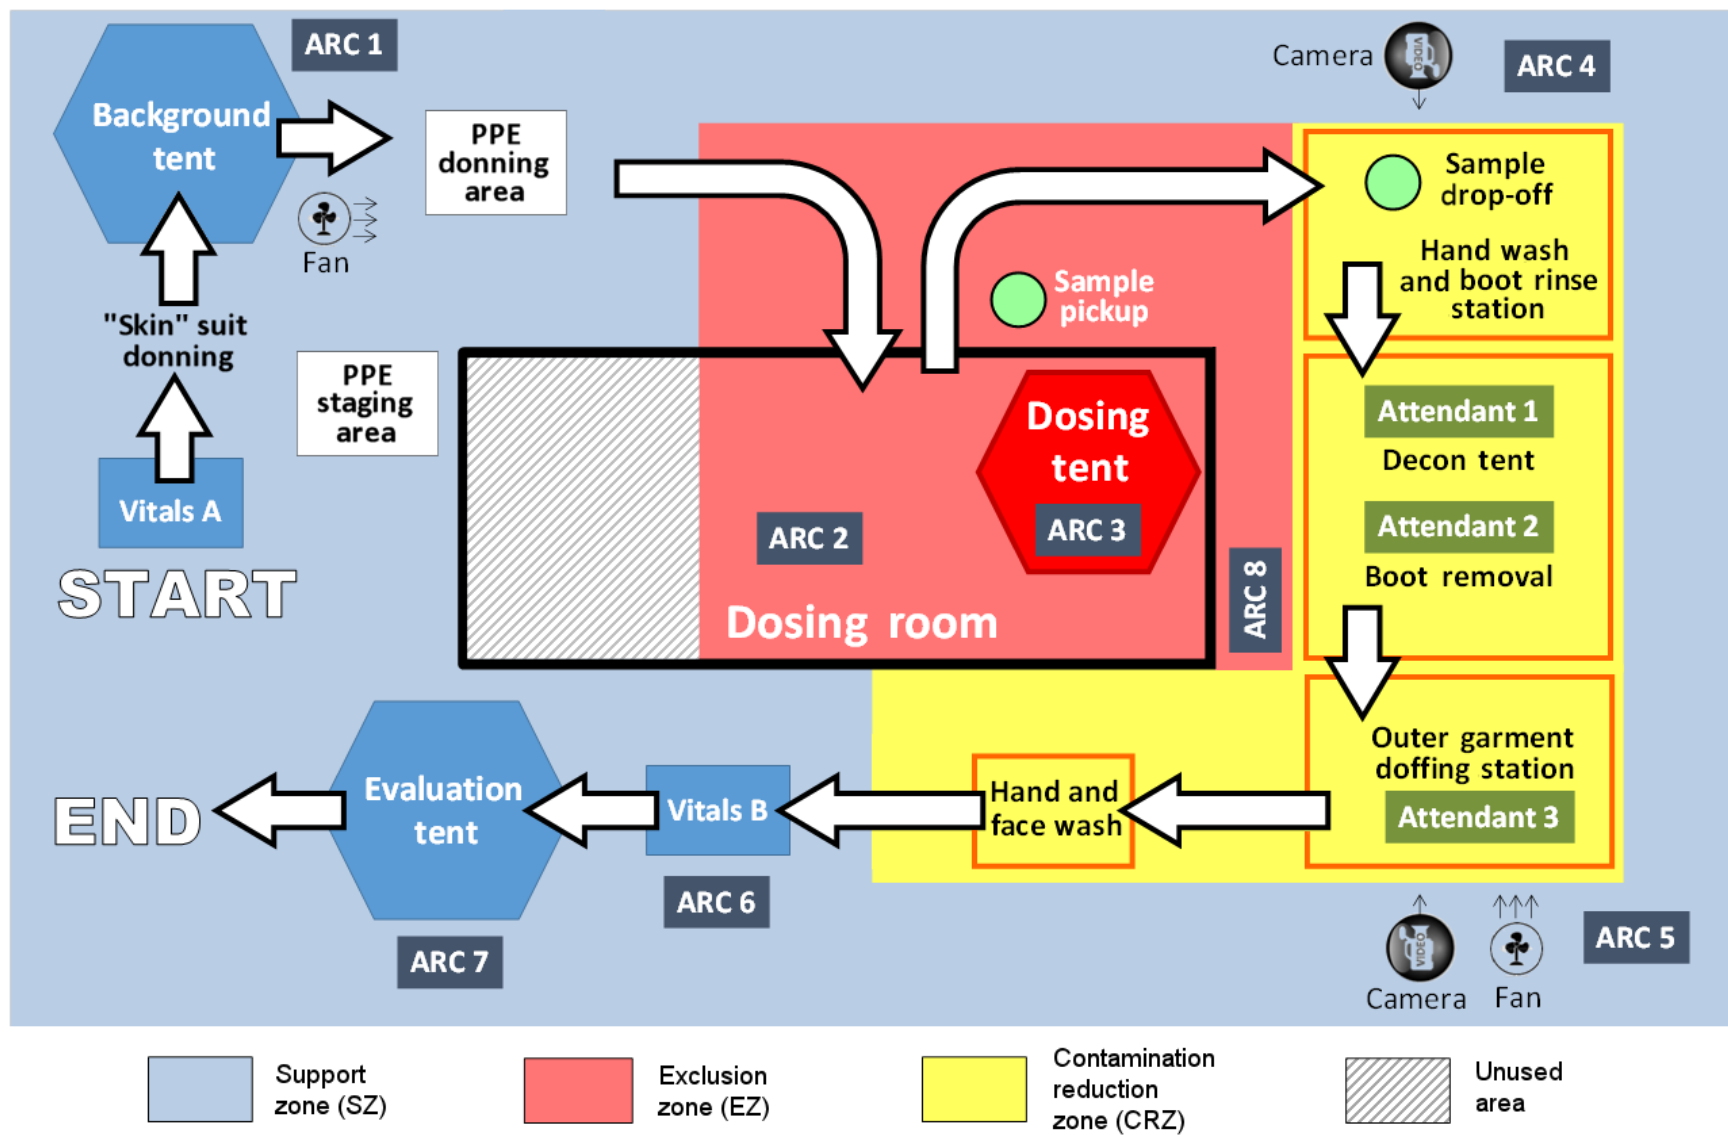 ARC 1
Background
tent
Fan
"Skin" suit
donning
Vitals A
START
PPE
donning
area
PPE
staging
area
Camera
VIDEO
ARC 4
Sample
pickup
Dosing
tent
ARC 3
ARC 2
Dosing room
ARC 8
Sample
drop-off
Hand wash
and boot rinse
station
Attendant 1
Decon tent
Attendant 2
Boot removal
Outer garment
doffing station
Attendant 3
Hand and
face wash
Vitals B
ARC 6
Evaluation
tent
ARC 7
END
VIDEO
Camera
Fan
ARC 5
Support
zone (SZ)
Exclusion
zone (EZ)
Contamination
reduction
zone (CRZ)
Unused
area